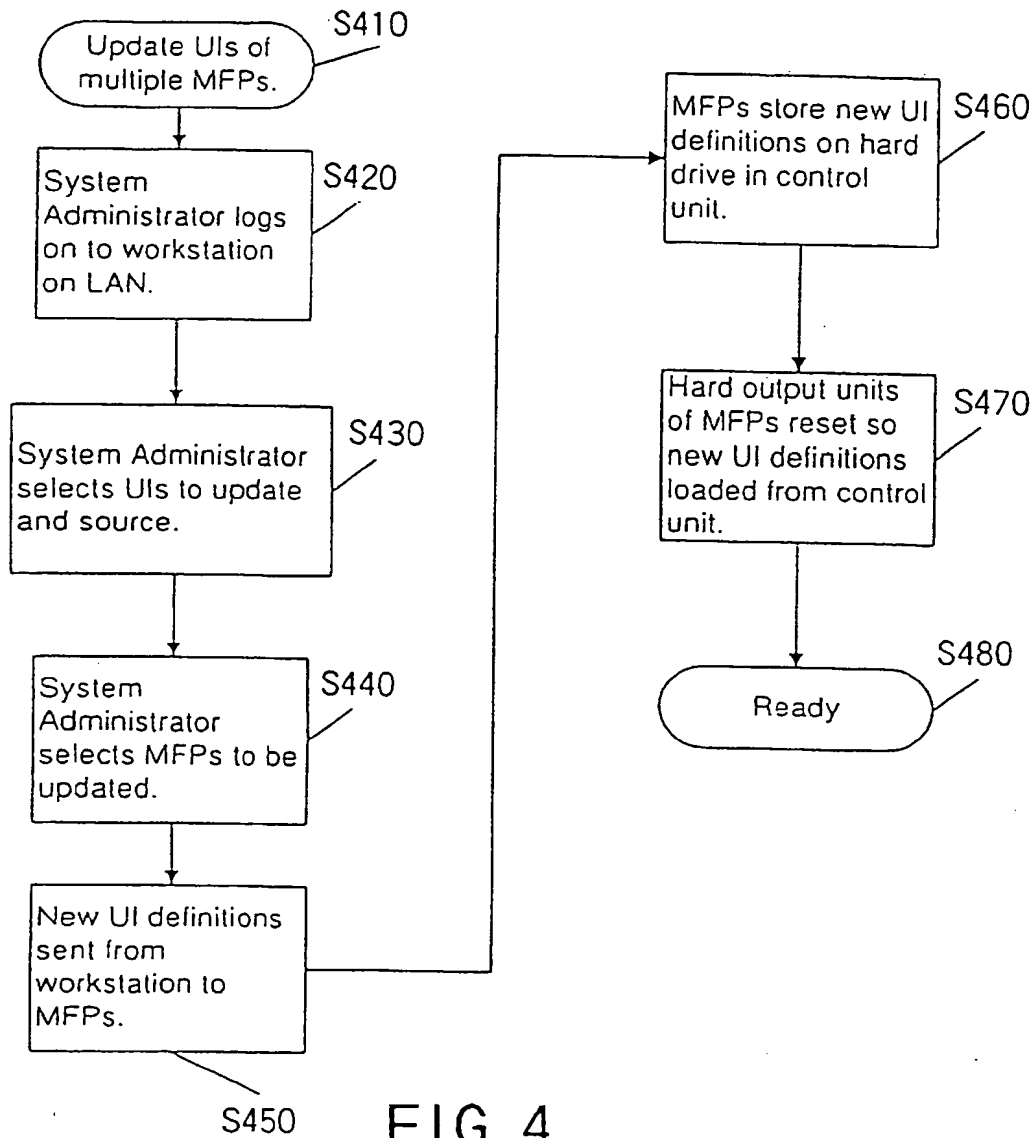 Update UIs of
multiple MFPs.
S410
System
Administrator logs
on to workstation
on LAN.
S420
System Administrator
selects UIs to update
and source.
S430
System
Administrator
selects MFPs to be
updated.
S440
New UI definitions
sent from
workstation to
MFPs.
S450
MFPs store new UI
definitions on hard
drive in control
unit.
S460
Hard output units
of MFPs reset so
new UI definitions
loaded from control
unit.
S470
Ready
S480
FIG. 4